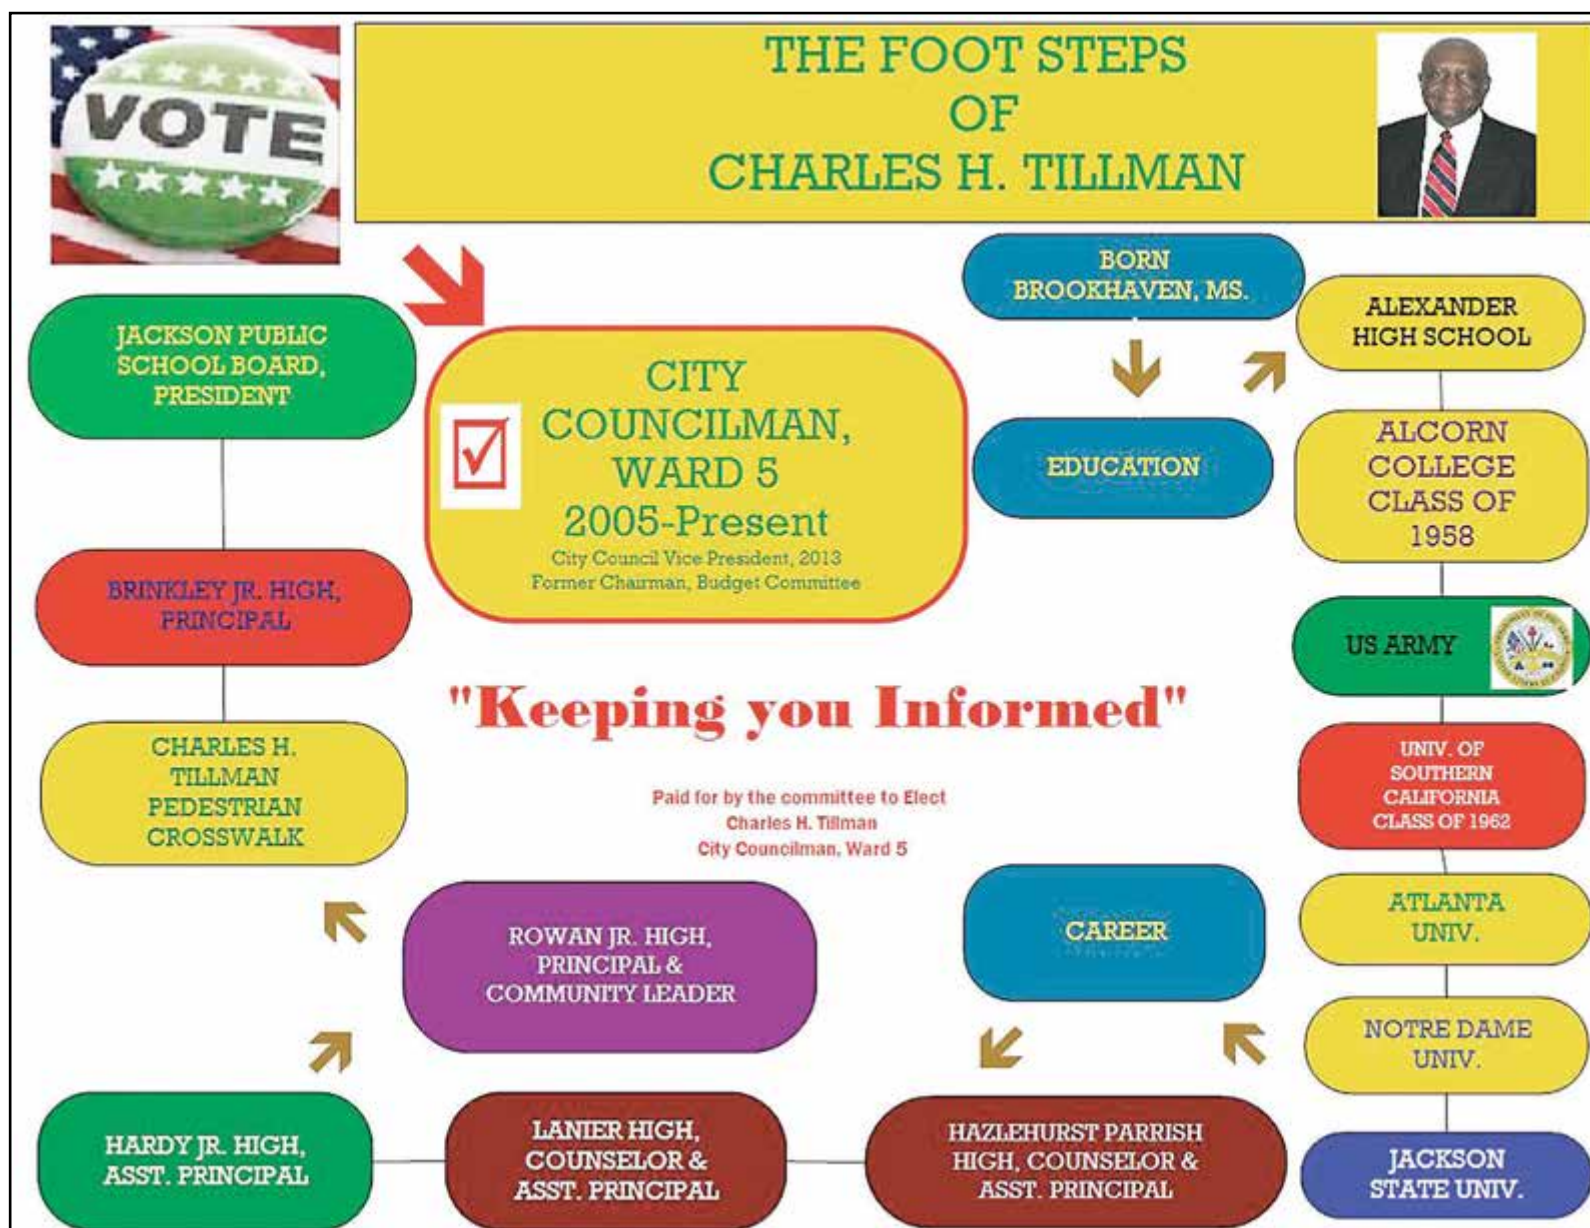 VOTE
THE FOOT STEPS
OF
CHARLES H. TILLMAN
BORN
BROOKHAVEN, MS.
EDUCATION
ALEXANDER
HIGH SCHOOL
ALCORN
COLLEGE
CLASS OF
1958
US ARMY
UNIV. OF
SOUTHERN
CALIFORNIA
CLASS OF 1962
ATLANTA
UNIV.
NOTRE DAME
UNIV.
JACKSON
STATE UNIV.
CAREER
HAZLEHURST PARRISH
HIGH, COUNSELOR &
ASST. PRINCIPAL
LANIER HIGH,
COUNSELOR &
ASST. PRINCIPAL
HARDY JR. HIGH,
ASST. PRINCIPAL
ROWAN JR. HIGH,
PRINCIPAL &
COMMUNITY LEADER
CHARLES H.
TILLMAN
PEDESTRIAN
CROSSWALK
BRINKLEY JR. HIGH,
PRINCIPAL
JACKSON PUBLIC
SCHOOL BOARD,
PRESIDENT
CITY
COUNCILMAN,
WARD 5
2005-Present
City Council Vice President, 2013
Former Chairman, Budget Committee
"Keeping you Informed"
Paid for by the committee to Elect
Charles H. Tillman
City Councilman, Ward 5